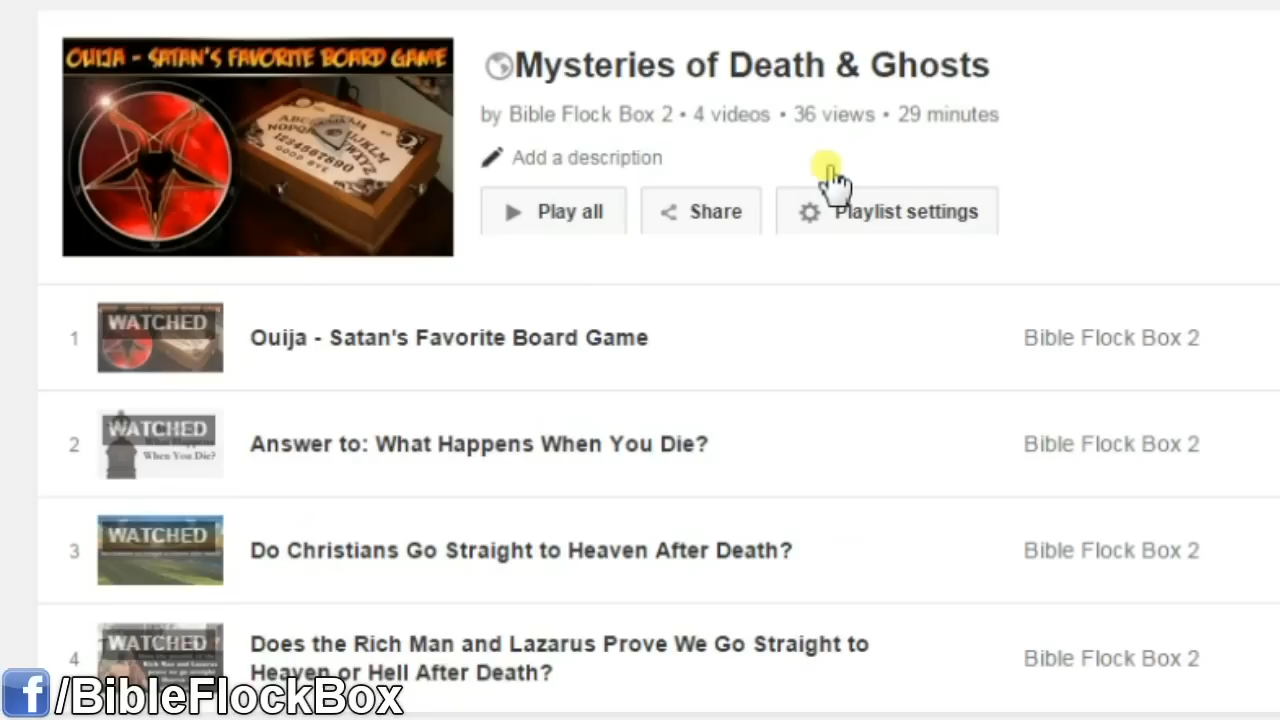 OUIJA - SATAN'S FAVORITE BOARD GAME
Mysteries of Death & Ghosts
by Bible Flock Box 2 • 4 videos • 36 views • 29 minutes
Add a description
Play all
Share
Playlist settings
1
WATCHED
Ouija - Satan's Favorite Board Game
Bible Flock Box 2
2
WATCHED
When You Die?
Answer to: What Happens When You Die?
Bible Flock Box 2
3
WATCHED
Do Christians Go Straight to Heaven After Death?
Bible Flock Box 2
4
WATCHED
Rich Man and Lazarus
Does the Rich Man and Lazarus Prove We Go Straight to
Heaven or Hell After Death?
Bible Flock Box 2
f/BibleFlockBox